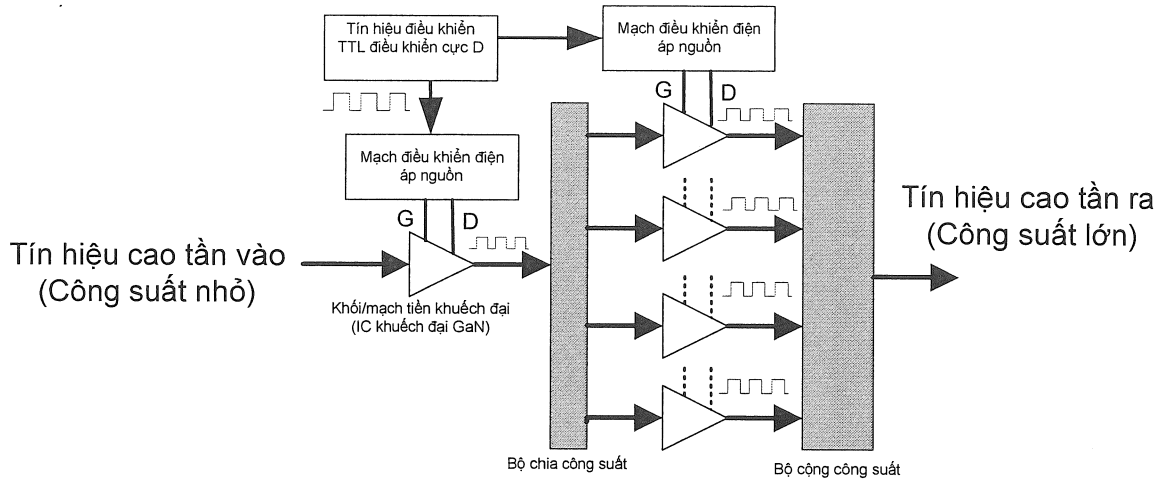 Tín hiệu điều khiển
TTL điều khiển cực D
Mạch điều khiển điện
áp nguồn
G
D
Mạch điều khiển điện
áp nguồn
G
D
Tín hiệu cao tần vào
(Công suất nhỏ)
Khối/mạch tiền khuếch đại
(IC khuếch đại GaN)
Tín hiệu cao tần ra
(Công suất lớn)
Bộ chia công suất
Bộ cộng công suất